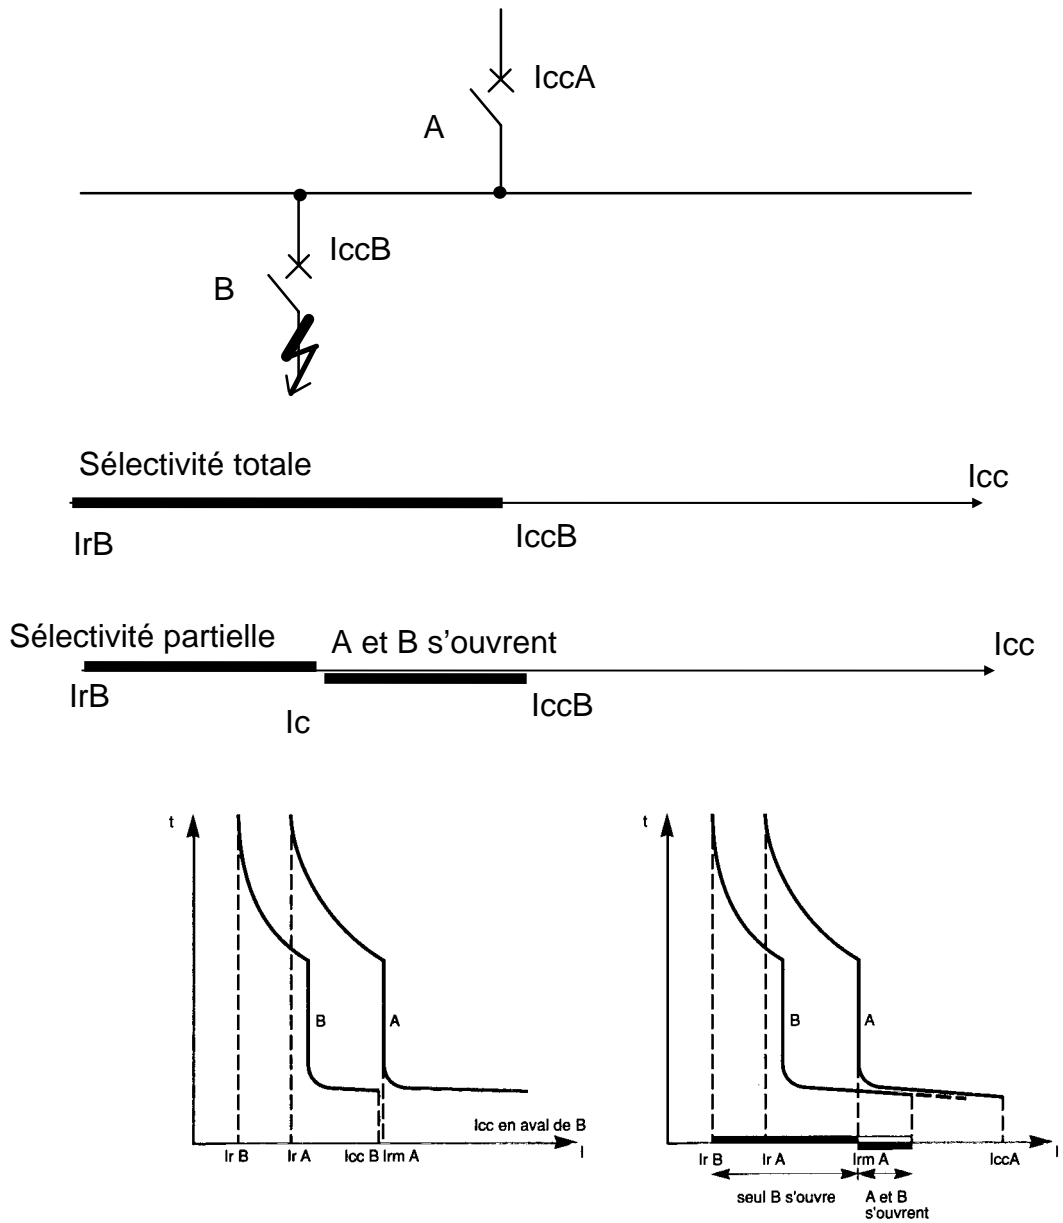 IccA
A
IccB
B
Sélectivité totale
Icc
IrB
IccB
Sélectivité partielle
A et B s'ouvrent
Icc
IrB
Ic
IccB
t
B
A
Icc en aval de B
Ir B
Ir A
Icc B
Irm A
I
t
B
A
Ir B
Ir A
Irm A
IccA
I
seul B s'ouvre
A et B
s'ouvrent